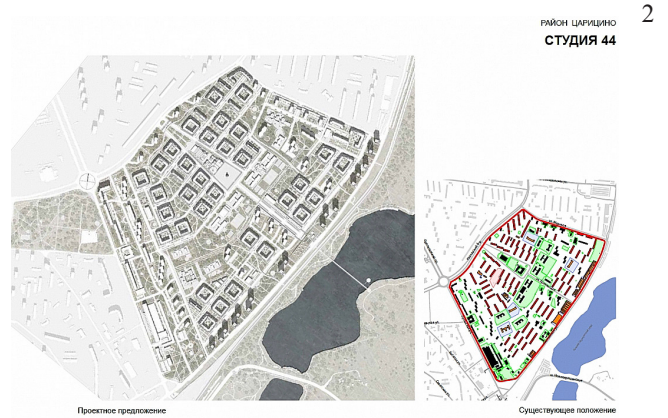 2
РАЙОН ЦАРИЦИНО
СТУДИЯ 44
Проектное предложение
Существующее положение